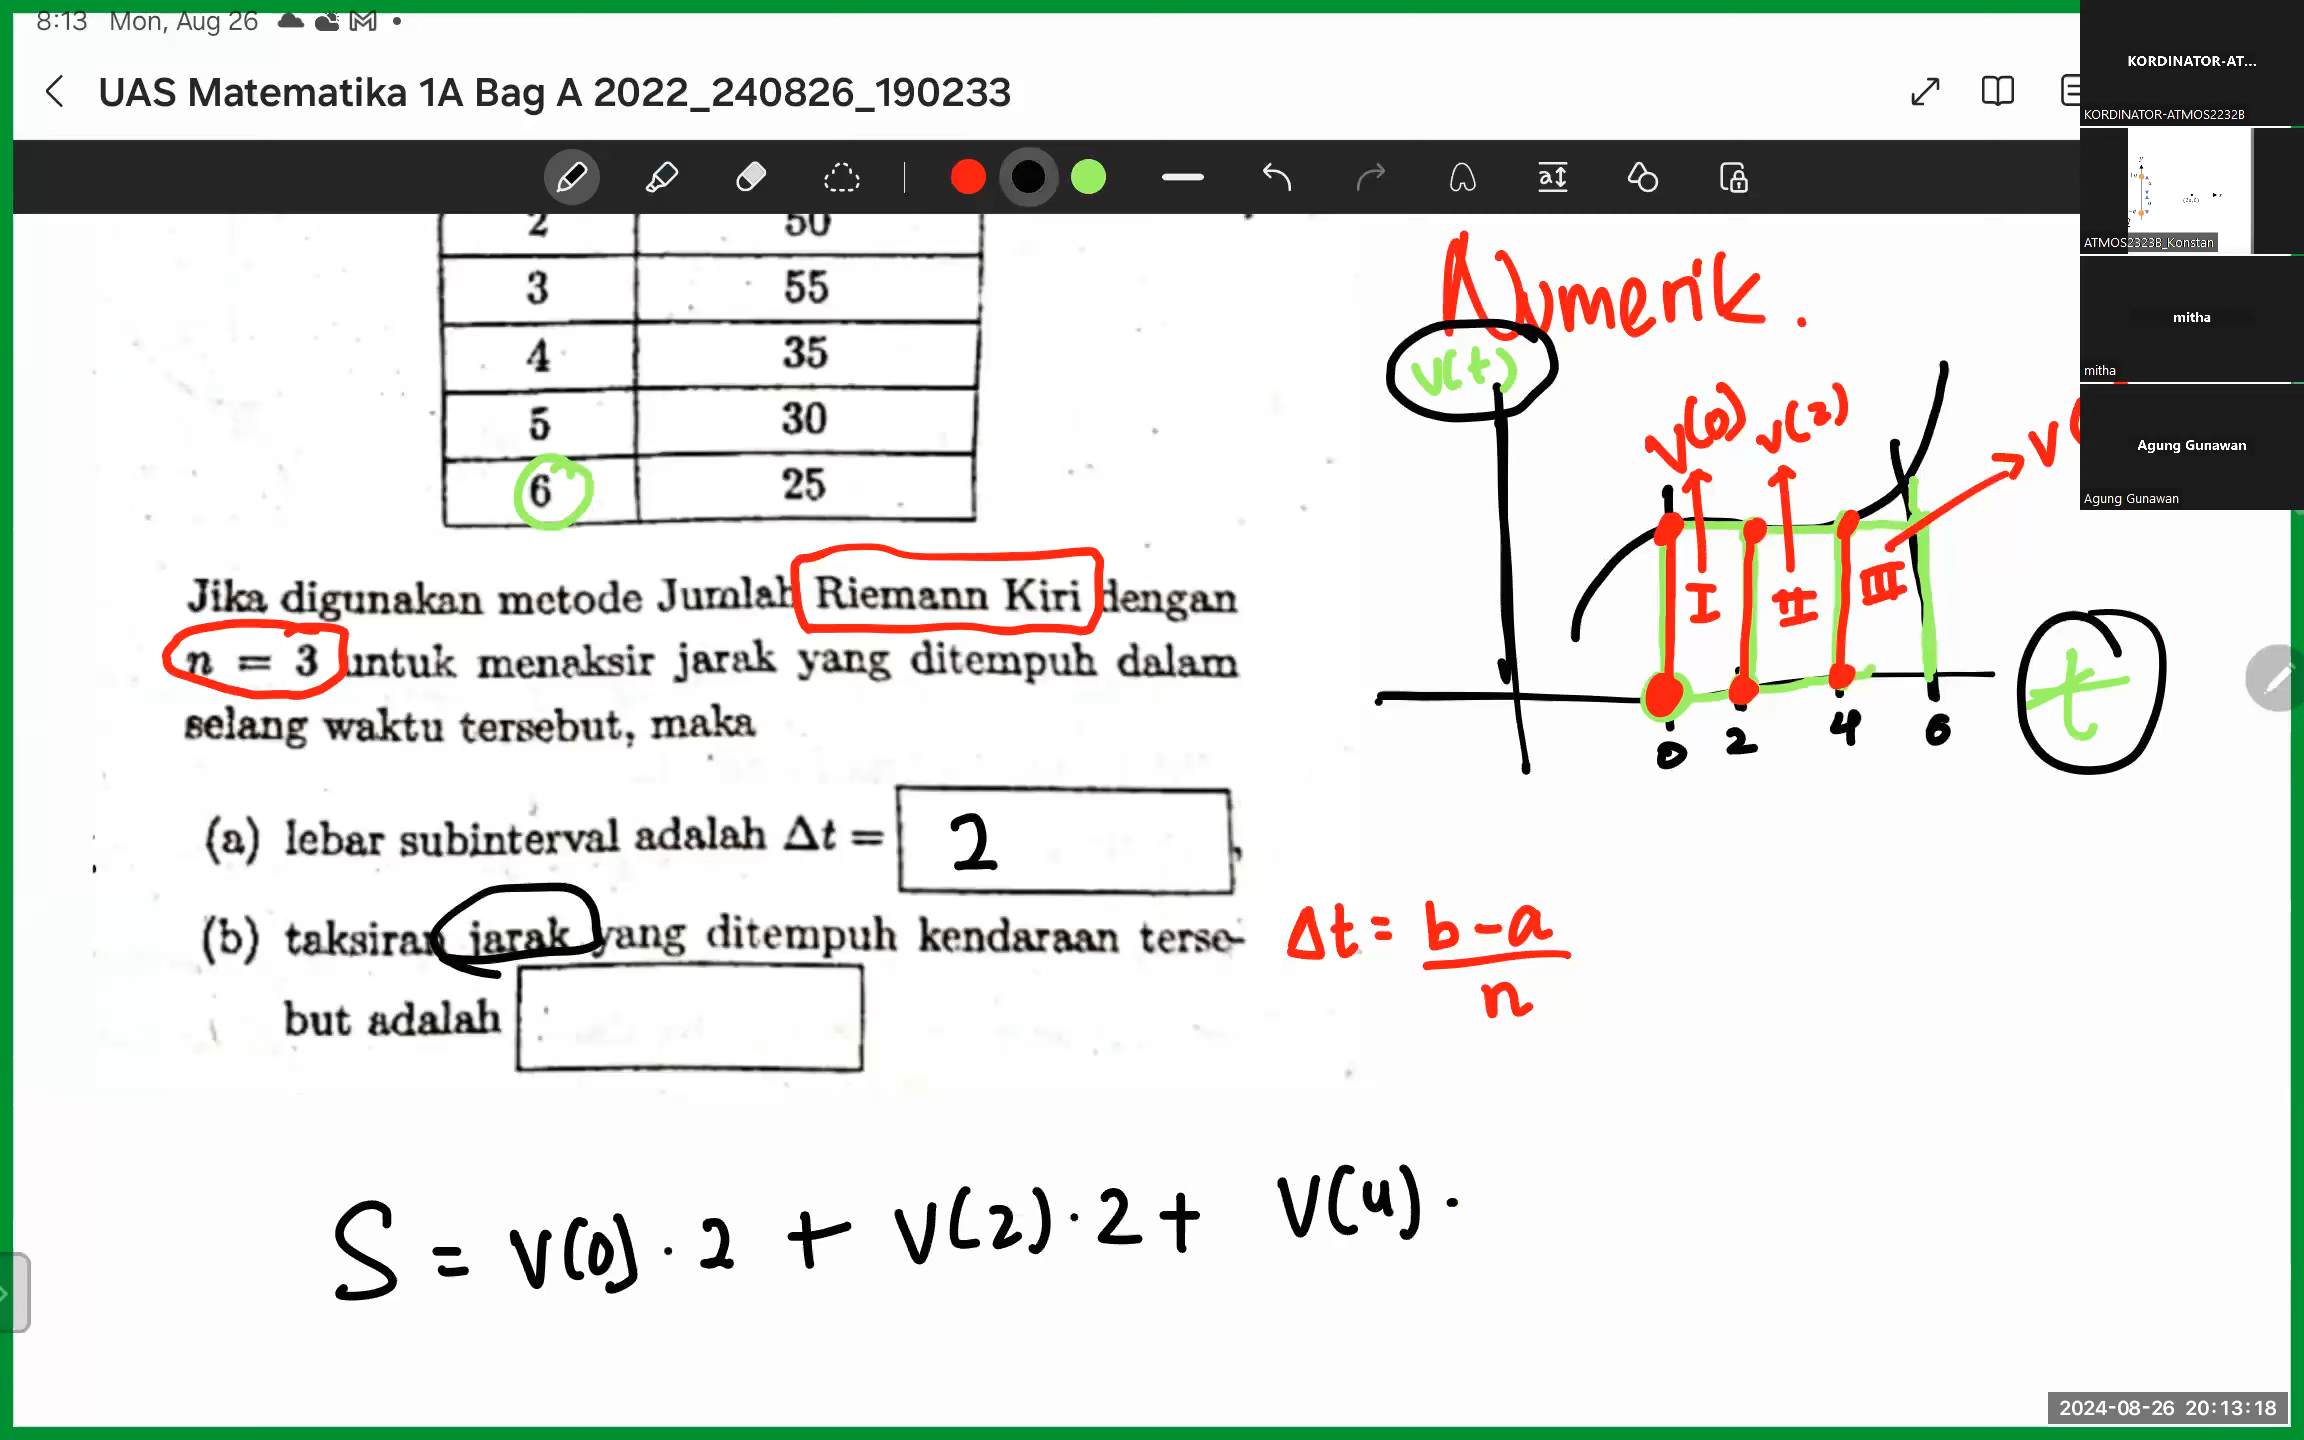 8:13 Mon, Aug 26
UAS Matematika 1A Bag A 2022_240826_190233
2 50
3 55
4 35
5 30
6 25
Jika digunakan metode Jumlah Riemann Kiri dengan
n = 3 untuk menaksir jarak yang ditempuh dalam
selang waktu tersebut, maka
(a) lebar subinterval adalah Δt = 2 ,
(b) taksiran jarak yang ditempuh kendaraan terse-
but adalah
Numerik.
v(t)
v(0) v(2) v(
I II III
0 2 4 6
t
Δt = b-a
n
S = v(0) · 2 + v(2) · 2 + v(4) ·
KORDINATOR-AT...
KORDINATOR-ATMOS2232B
ATMOS2323B_Konstan
mitha
mitha
Agung Gunawan
Agung Gunawan
2024-08-26 20:13:18